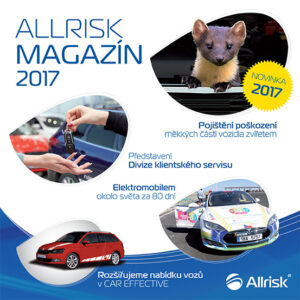 ALLRISK
MAGAZÍN
2017
NOVINKA
2017
Pojištění poškození
měkkých částí vozidla zvířetem
Představení
Divize klientského servisu
Elektromobilem
okolo světa za 80 dní
Rozšiřujeme nabídku vozů
v CAR EFFECTIVE
Allrisk